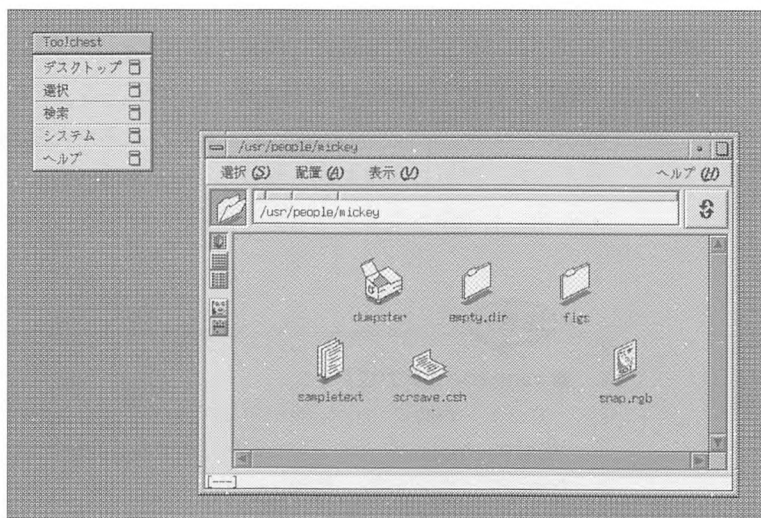 Toolchest
デスクトップ
選択
検索
システム
ヘルプ
/usr/people/mickey
選択 (S) 配置 (A) 表示 (V) ヘルプ (H)
/usr/people/mickey
dumpster empty.dir figs
sampletext scrsave.csh snap.rgb
[---]